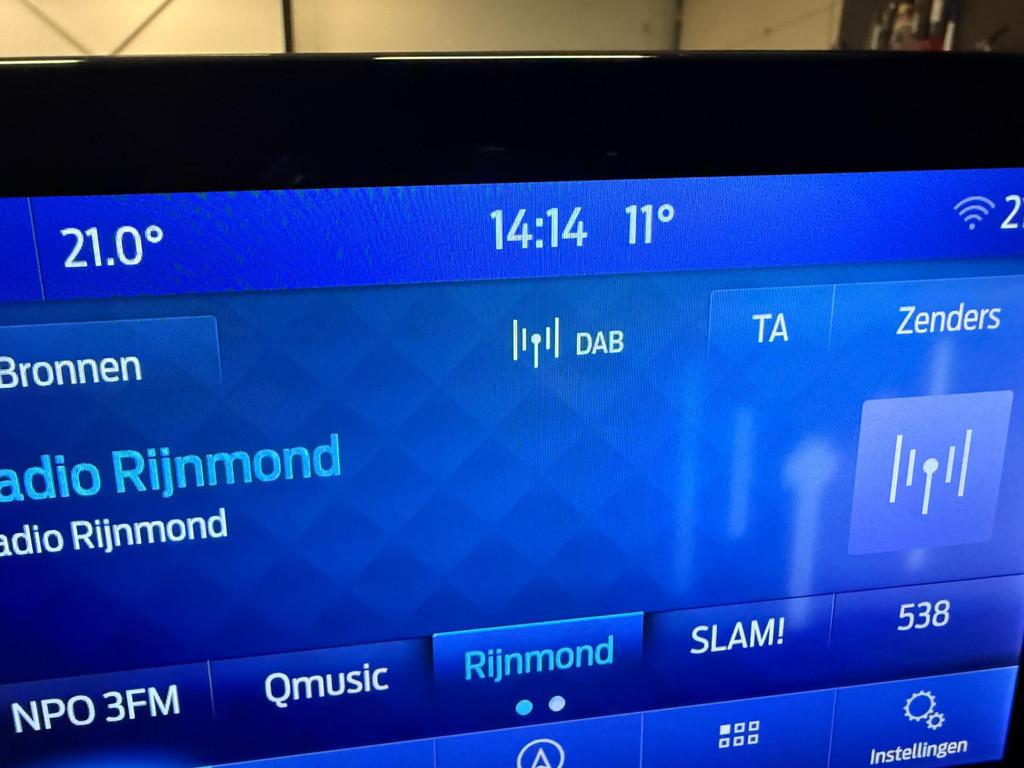 21.0° 14:14 11° 2
Bronnen DAB TA Zenders
adio Rijnmond
adio Rijnmond
NPO 3FM Qmusic Rijnmond SLAM! 538
Instellingen